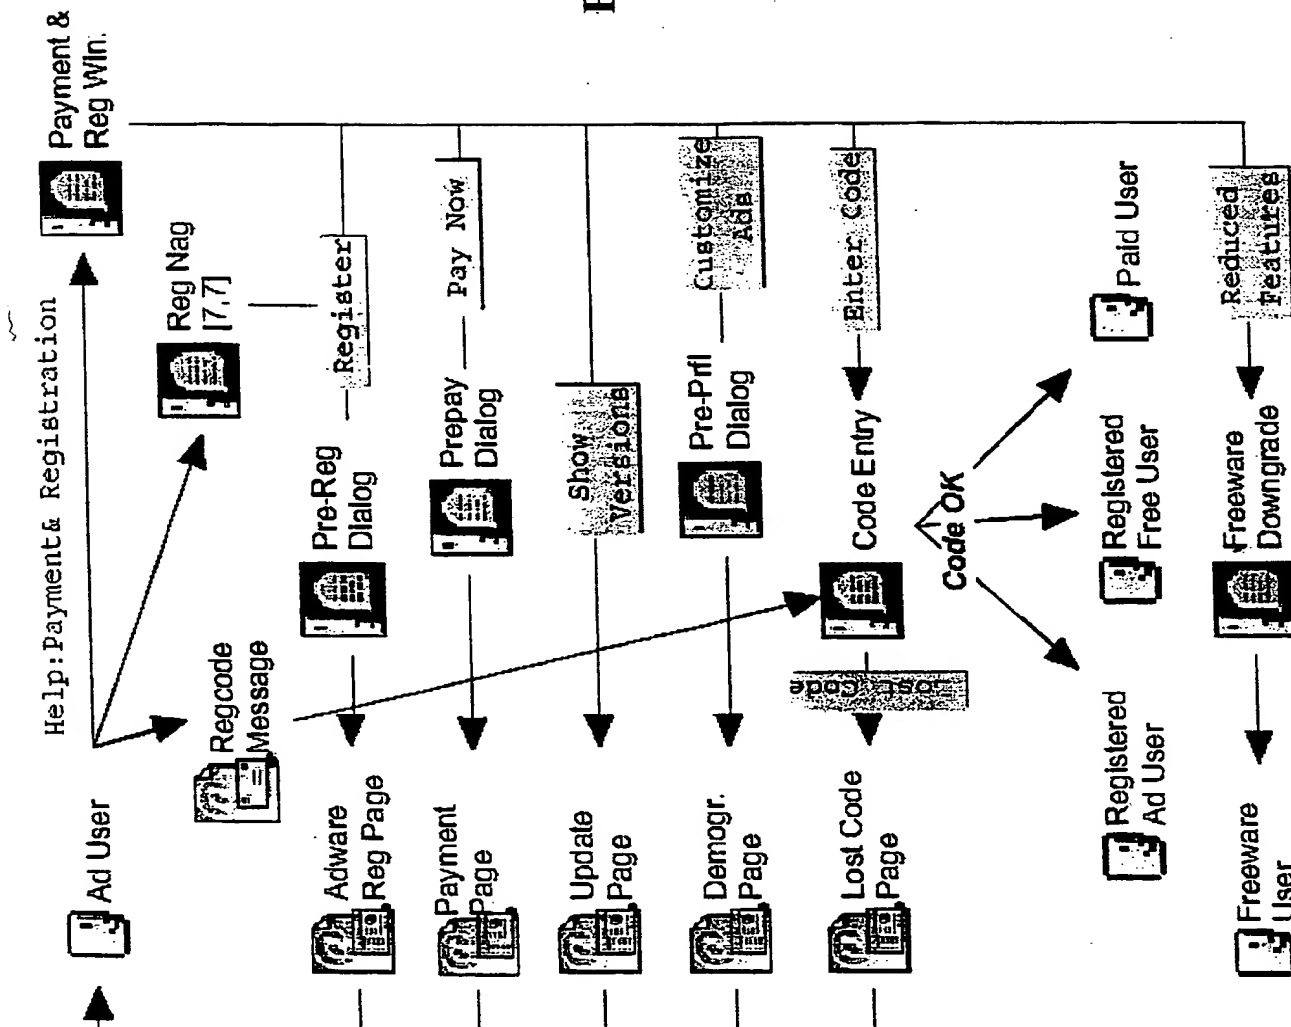 Help:Payment& Registration
Payment &
Reg Win.
Ad User
Reg Nag
[7,7]
Regcode
Message
Register
Pre-Reg
Dialog
Adware
Reg Page
Pay Now
Prepay
Dialog
Payment
Page
Show
Versions
Update
Page
Customize
Ads
Pre-Prfl
Dialog
Demogr.
Page
Enter Code
Code Entry
Lost Code
Lost Code
Page
Code OK
Paid User
Registered
Free User
Registered
Ad User
Reduced
Features
Freeware
Downgrade
Freeware
User